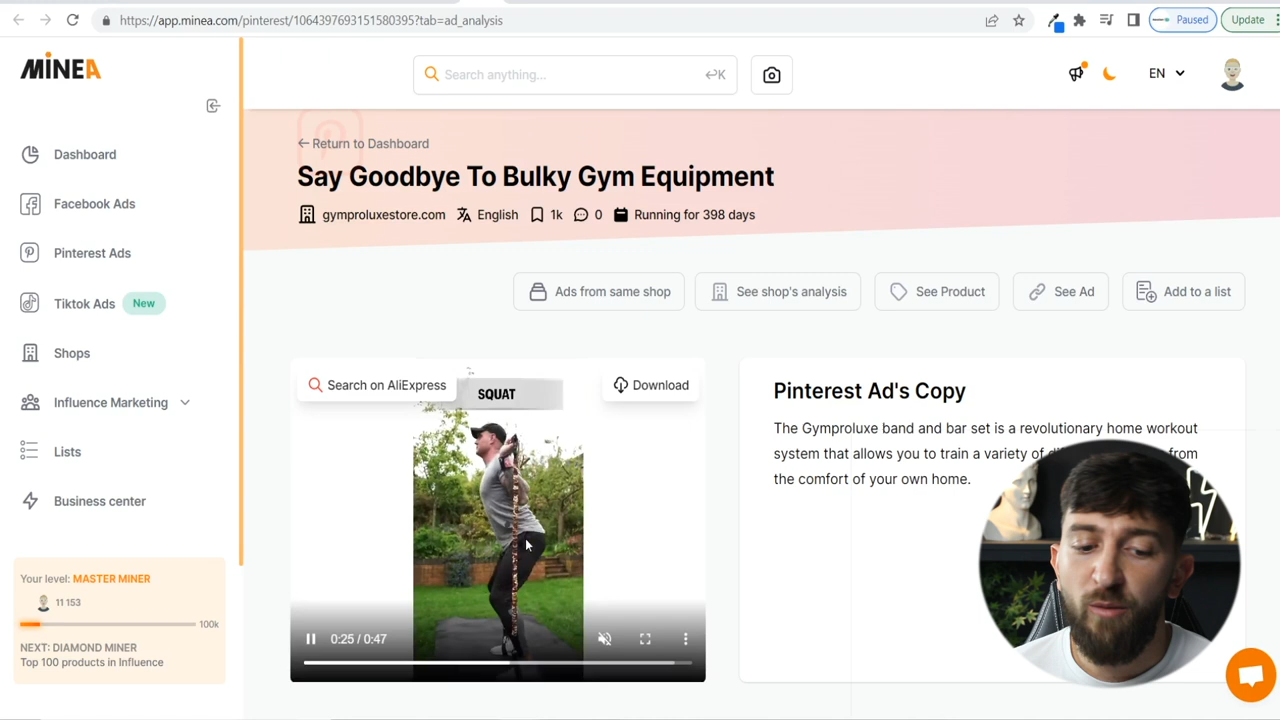 https://app.minea.com/pinterest/1064397693151580395?tab=ad_analysis
Paused
Update
MINEA
Search anything...
K
EN
Dashboard
Facebook Ads
Pinterest Ads
Tiktok Ads New
Shops
Influence Marketing
Lists
Business center
Your level: MASTER MINER
11 153
100k
NEXT: DIAMOND MINER
Top 100 products in Influence
Return to Dashboard
Say Goodbye To Bulky Gym Equipment
gymproluxestore.com English 1k 0 Running for 398 days
Ads from same shop
See shop's analysis
See Product
See Ad
Add to a list
Search on AliExpress
SQUAT
Download
0:25 / 0:47
Pinterest Ad's Copy
The Gymproluxe band and bar set is a revolutionary home workout
system that allows you to train a variety of from
the comfort of your own home.